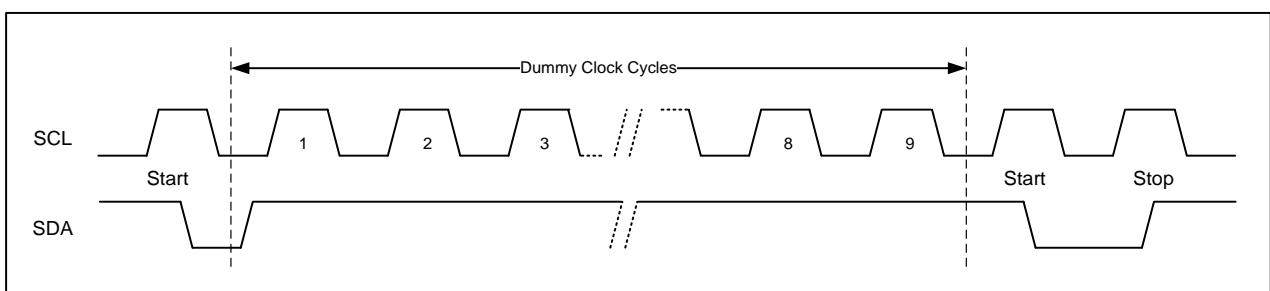 Dummy Clock Cycles
SCL
1 2 3 8 9
Start Start Stop
SDA